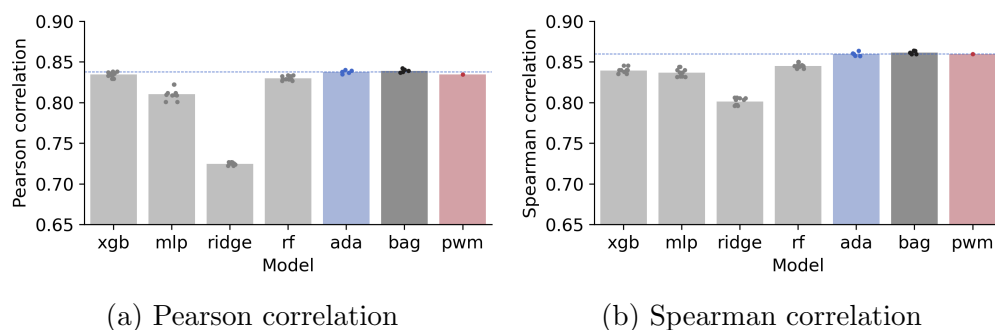 0.90
0.85
0.80
0.75
0.70
0.65
Pearson correlation
xgb mlp ridge rf ada bag pwm
Model
(a) Pearson correlation
0.90
0.85
0.80
0.75
0.70
0.65
Spearman correlation
xgb mlp ridge rf ada bag pwm
Model
(b) Spearman correlation